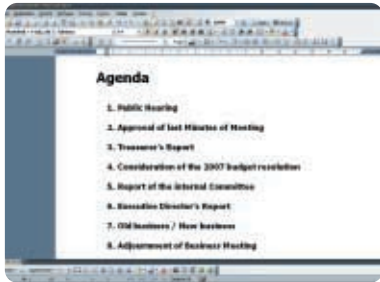 Agenda
1. Public Hearing
2. Approval of last Minutes of Meeting
3. Treasurer's Report
4. Consideration of the 2007 budget resolution
5. Report of the internal Committee
6. Executive Director's Report
7. Old business / New business
8. Adjournment of Business Meeting